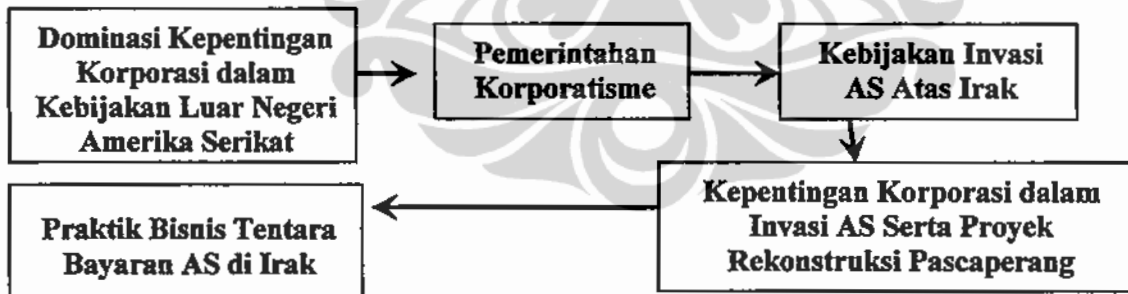 Dominasi Kepentingan
Korporasi dalam
Kebijakan Luar Negeri
Amerika Serikat
Pemerintahan
Korporatisme
Kebijakan Invasi
AS Atas Irak
Kepentingan Korporasi dalam
Invasi AS Serta Proyek
Rekonstruksi Pascaperang
Praktik Bisnis Tentara
Bayaran AS di Irak